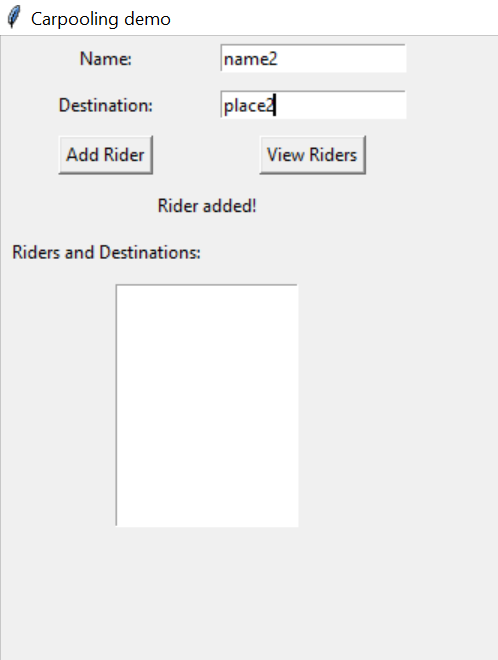 Carpooling demo
Name: name2
Destination: place2
Add Rider View Riders
Rider added!
Riders and Destinations: